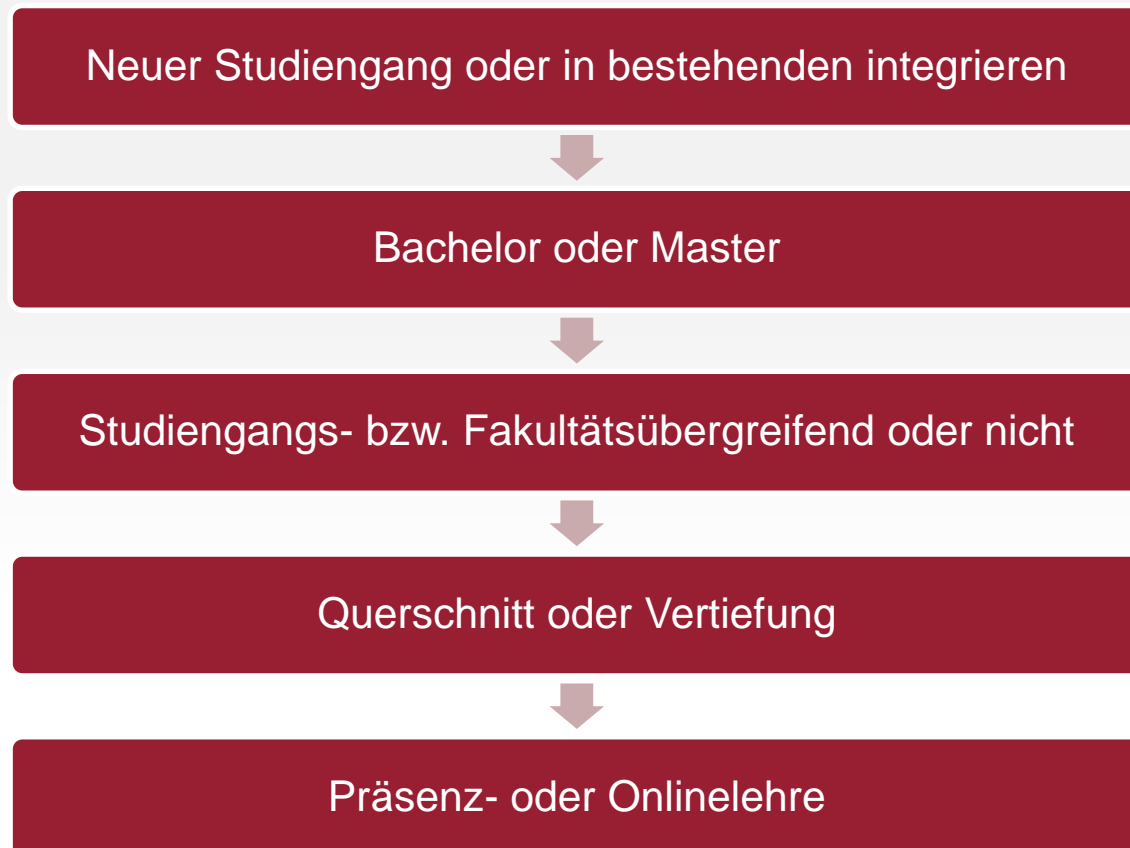 Neuer Studiengang oder in bestehenden integrieren
Bachelor oder Master
Studiengangs- bzw. Fakultätsübergreifend oder nicht
Querschnitt oder Vertiefung
Präsenz- oder Onlinelehre